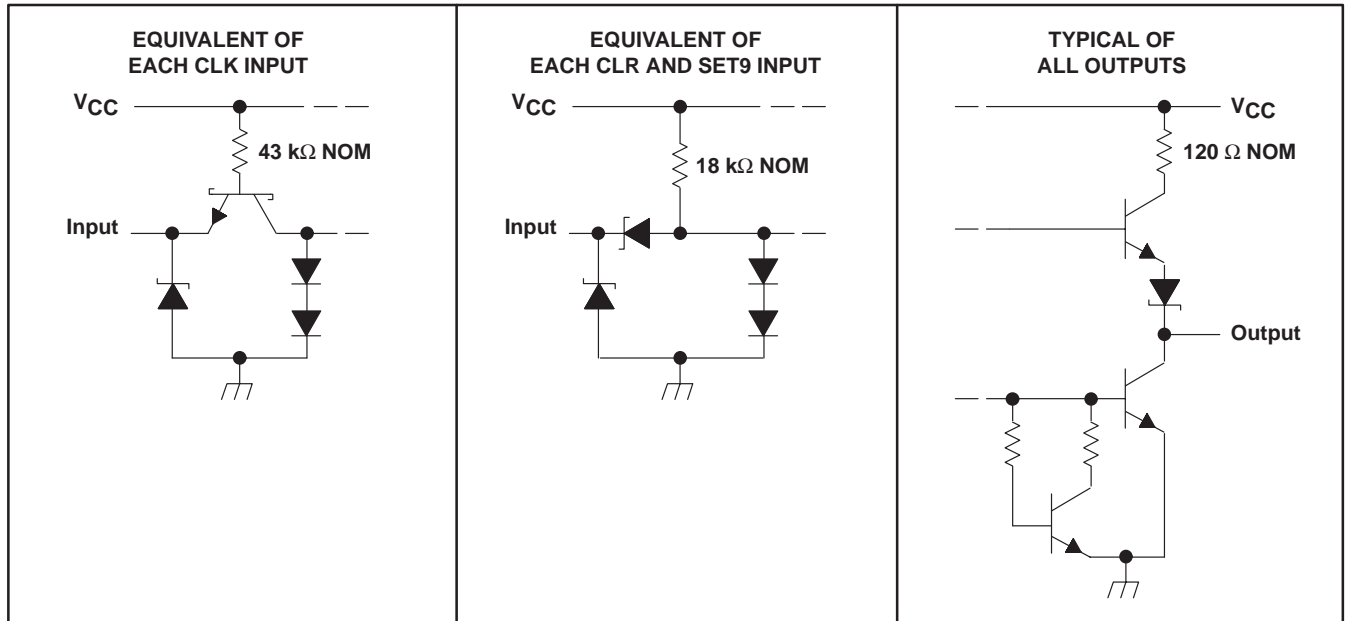 EQUIVALENT OF
EACH CLK INPUT
VCC
43 kΩ NOM
Input
EQUIVALENT OF
EACH CLR AND SET9 INPUT
VCC
18 kΩ NOM
Input
TYPICAL OF
ALL OUTPUTS
VCC
120 Ω NOM
Output